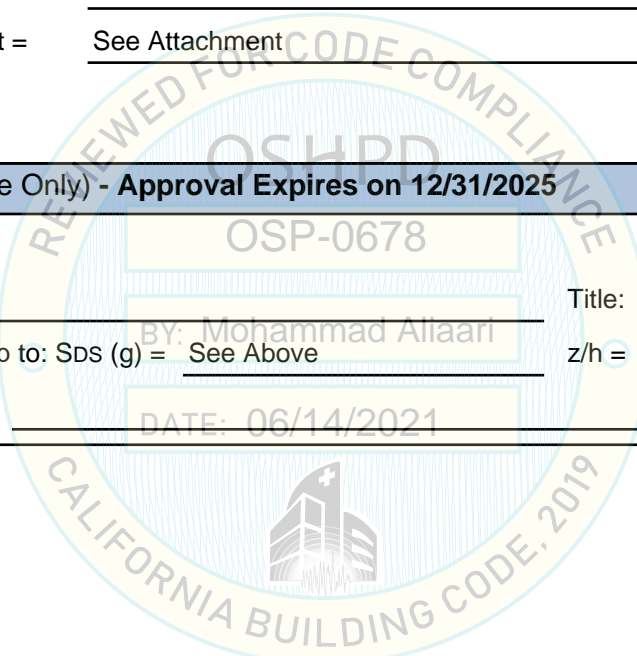 t = See Attachment
REVIEWED FOR CODE COMPLIANCE
OSHPD
e Only) - Approval Expires on 12/31/2025
OSP-0678
Title:
BY: Mohammad Aliaari
o to: SDS (g) = See Above z/h =
DATE: 06/14/2021
CALIFORNIA BUILDING CODE, 2019